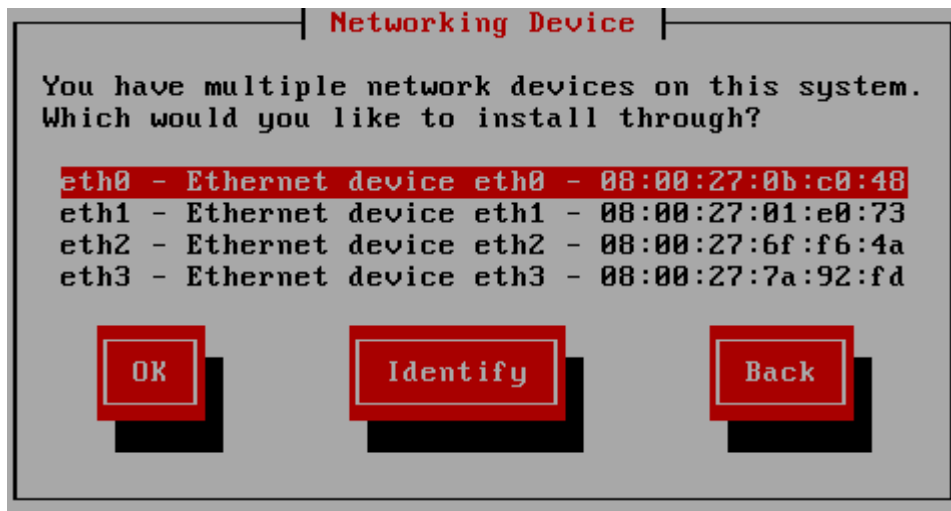 Networking Device
You have multiple network devices on this system.
Which would you like to install through?
eth0 - Ethernet device eth0 - 08:00:27:0b:c0:48
eth1 - Ethernet device eth1 - 08:00:27:01:e0:73
eth2 - Ethernet device eth2 - 08:00:27:6f:f6:4a
eth3 - Ethernet device eth3 - 08:00:27:7a:92:fd
OK Identify Back